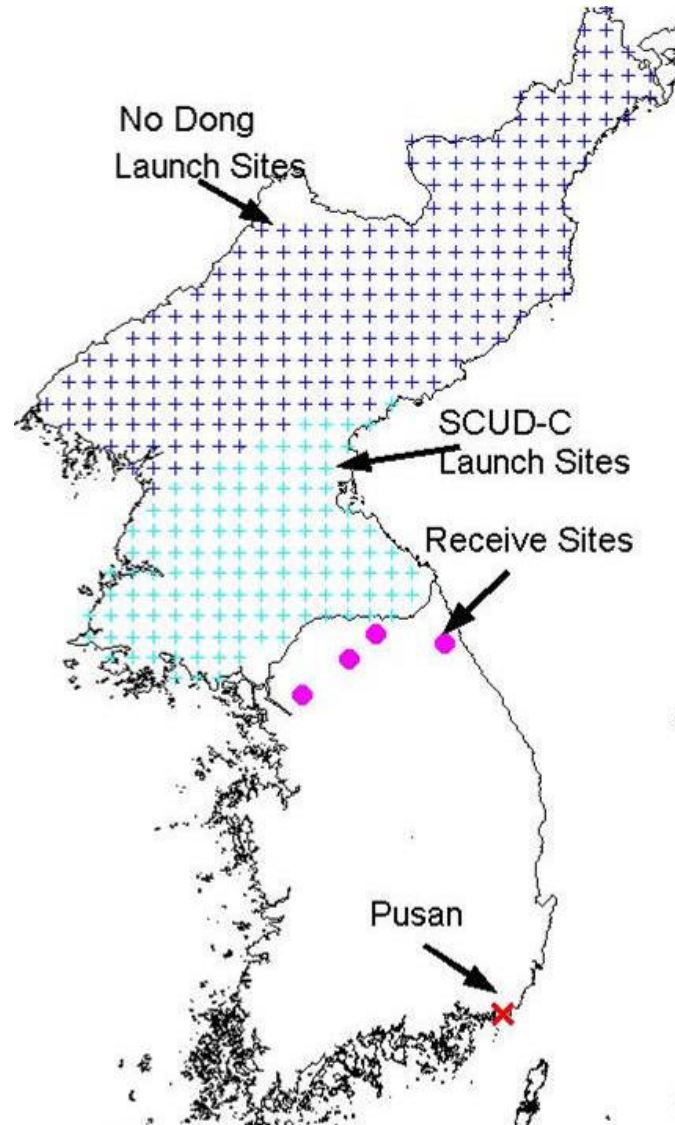 No Dong
Launch Sites
SCUD-C
Launch Sites
Receive Sites
Pusan